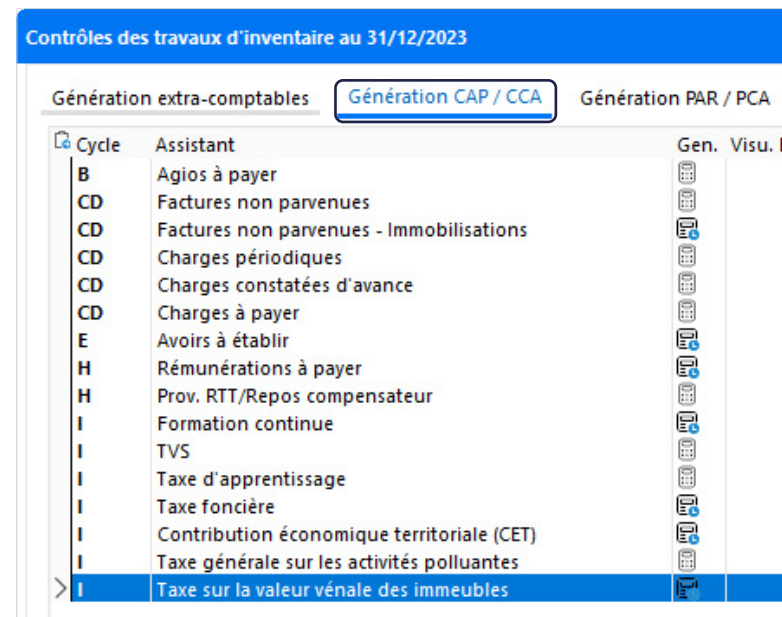 Contrôles des travaux d'inventaire au 31/12/2023
Génération extra-comptables Génération CAP / CCA Génération PAR / PCA
Cycle Assistant Gen. Visu.
B Agios à payer
CD Factures non parvenues
CD Factures non parvenues - Immobilisations
CD Charges périodiques
CD Charges constatées d'avance
CD Charges à payer
E Avoirs à établir
H Rémunérations à payer
H Prov. RTT/Repos compensateur
I Formation continue
I TVS
I Taxe d'apprentissage
I Taxe foncière
I Contribution économique territoriale (CET)
I Taxe générale sur les activités polluantes
I Taxe sur la valeur vénale des immeubles